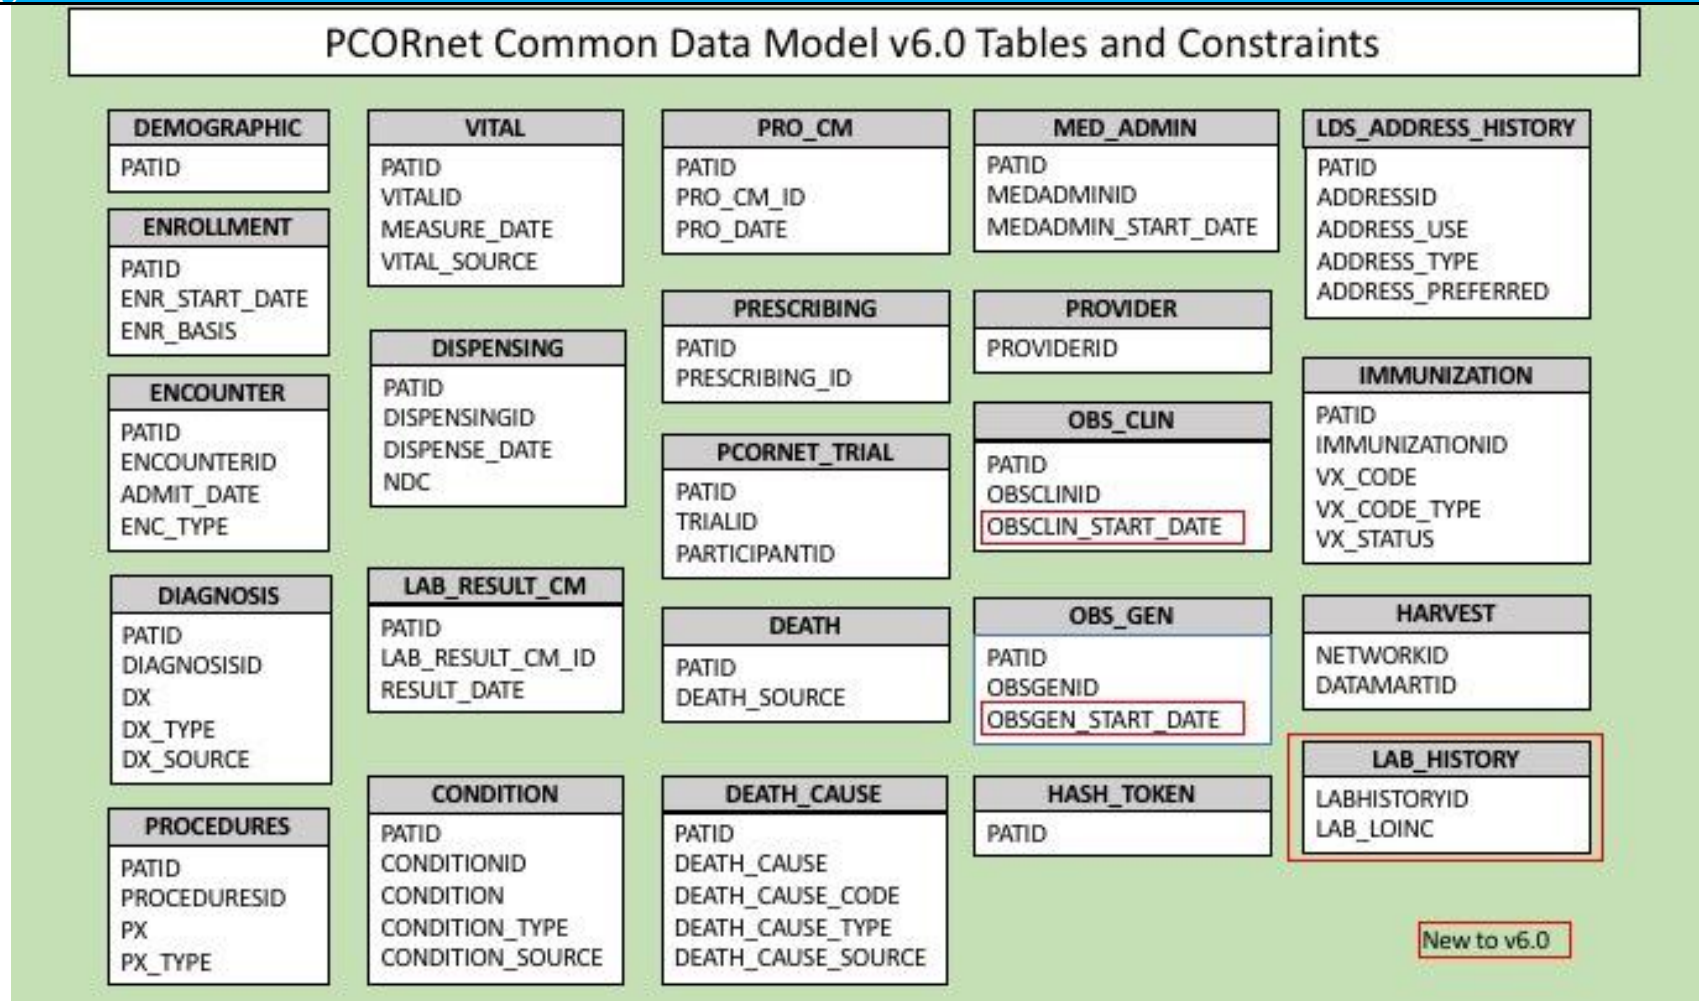 PCORnet Common Data Model v6.0 Tables and Constraints
DEMOGRAPHIC
PATID
ENROLLMENT
PATID
ENR_START_DATE
ENR_BASIS
ENCOUNTER
PATID
ENCOUNTERID
ADMIT_DATE
ENC_TYPE
DIAGNOSIS
PATID
DIAGNOSISID
DX
DX_TYPE
DX_SOURCE
PROCEDURES
PATID
PROCEDURESID
PX
PX_TYPE
VITAL
PATID
VITALID
MEASURE_DATE
VITAL_SOURCE
DISPENSING
PATID
DISPENSINGID
DISPENSE_DATE
NDC
LAB_RESULT_CM
PATID
LAB_RESULT_CM_ID
RESULT_DATE
CONDITION
PATID
CONDITIONID
CONDITION
CONDITION_TYPE
CONDITION_SOURCE
PRO_CM
PATID
PRO_CM_ID
PRO_DATE
PRESCRIBING
PATID
PRESCRIBING_ID
PCORNET_TRIAL
PATID
TRIALID
PARTICIPANTID
DEATH
PATID
DEATH_SOURCE
DEATH_CAUSE
PATID
DEATH_CAUSE
DEATH_CAUSE_CODE
DEATH_CAUSE_TYPE
DEATH_CAUSE_SOURCE
MED_ADMIN
PATID
MEDADMINID
MEDADMIN_START_DATE
PROVIDER
PROVIDERID
OBS_CLIN
PATID
OBSCLINID
OBSCLIN_START_DATE
OBS_GEN
PATID
OBSGENID
OBSGEN_START_DATE
HASH_TOKEN
PATID
LDS_ADDRESS_HISTORY
PATID
ADDRESSID
ADDRESS_USE
ADDRESS_TYPE
ADDRESS_PREFERRED
IMMUNIZATION
PATID
IMMUNIZATIONID
VX_CODE
VX_CODE_TYPE
VX_STATUS
HARVEST
NETWORKID
DATAMARTID
LAB_HISTORY
LABHISTORYID
LAB_LOINC
New to v6.0